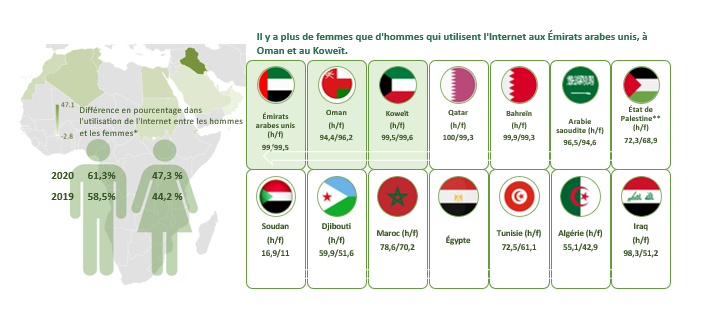 Il y a plus de femmes que d'hommes qui utilisent l'Internet aux Émirats arabes unis, à
Oman et au Koweït.
47.1
-2.8
Différence en pourcentage dans
l'utilisation de l'Internet entre les hommes
et les femmes*
2020 61,3% 47,3 %
2019 58,5% 44,2 %
Émirats
arabes unis
(h/f)
99/99,5
Oman
(h/f)
94,4/96,2
Koweït
(h/f)
99,5/99,6
Qatar
(h/f)
100/99,3
Bahreïn
(h/f)
99,9/99,3
Arabie
saoudite (h/f)
96,5/94,6
État de
Palestine**
(h/f)
72,3/68,9
Soudan
(h/f)
16,9/11
Djibouti
(h/f)
59,9/51,6
Maroc (h/f)
78,6/70,2
Égypte
Tunisie (h/f)
72,5/61,1
Algérie (h/f)
55,1/42,9
Iraq
(h/f)
98,3/51,2